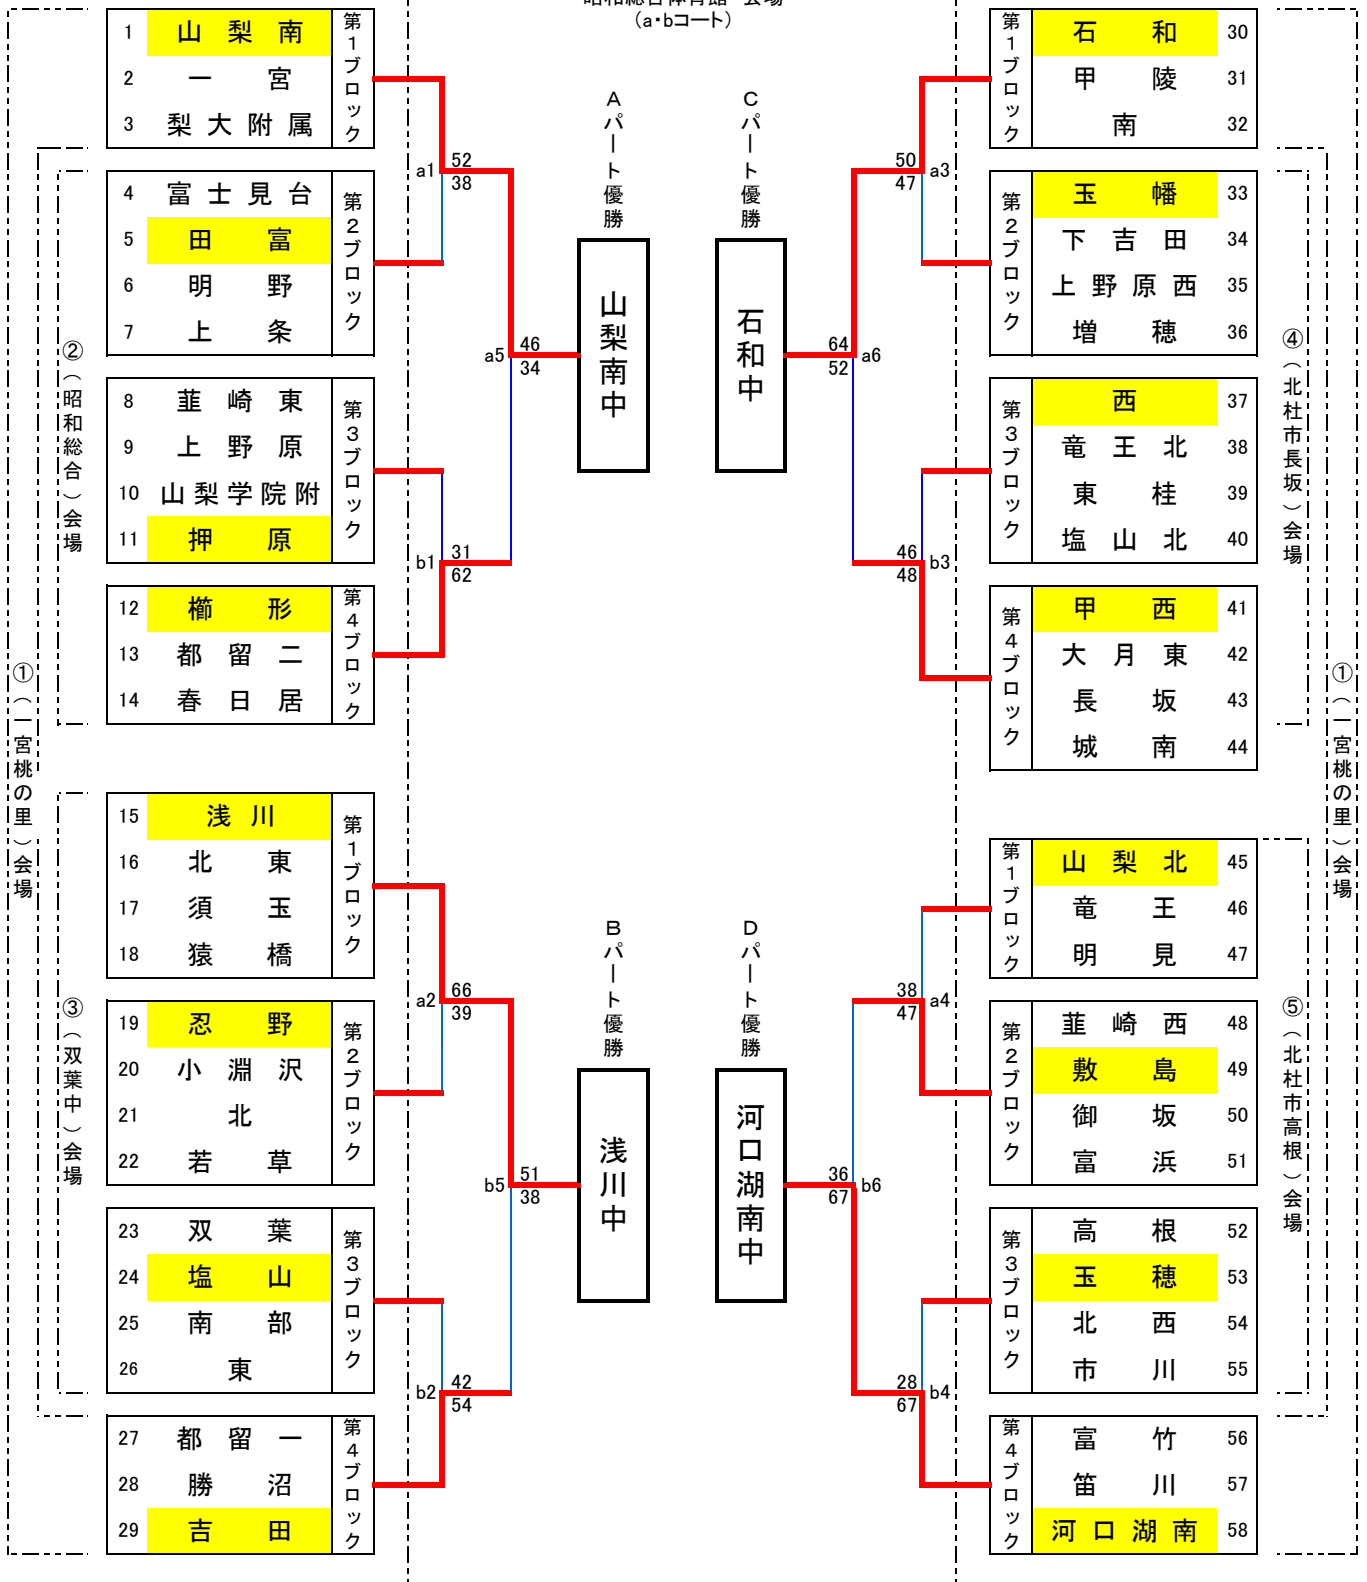 昭和総合体育館 会場
（a・bコート）
②（昭和総合）会場
①（一宮桃の里）会場
③（双葉中）会場
1 山梨南
2 一宮
3 梨大附属
第1ブロック
4 富士見台
5 田富
6 明野
7 上条
第2ブロック
8 韮崎東
9 上野原
10 山梨学院附
11 押原
第3ブロック
12 櫛形
13 都留二
14 春日居
第4ブロック
a1
52
38
b1
31
62
a5
46
34
Aパート優勝
山梨南中
15 浅川
16 北東
17 須玉
18 猿橋
第1ブロック
19 忍野
20 小淵沢
21 北
22 若草
第2ブロック
23 双葉
24 塩山
25 南部
26 東
第3ブロック
27 都留一
28 勝沼
29 吉田
第4ブロック
a2
66
39
b2
42
54
b5
51
38
Bパート優勝
浅川中
Cパート優勝
石和中
64
52
a6
50
47
a3
46
48
b3
第1ブロック
石和 30
甲陵 31
南 32
第2ブロック
玉幡 33
下吉田 34
上野原西 35
増穂 36
第3ブロック
西 37
竜王北 38
東桂 39
塩山北 40
第4ブロック
甲西 41
大月東 42
長坂 43
城南 44
Dパート優勝
河口湖南中
36
67
b6
38
47
a4
28
67
b4
第1ブロック
山梨北 45
竜王 46
明見 47
第2ブロック
韮崎西 48
敷島 49
御坂 50
富浜 51
第3ブロック
高根 52
玉穂 53
北西 54
市川 55
第4ブロック
富竹 56
笛川 57
河口湖南 58
④（北杜市長坂）会場
①（一宮桃の里）会場
⑤（北杜市高根）会場